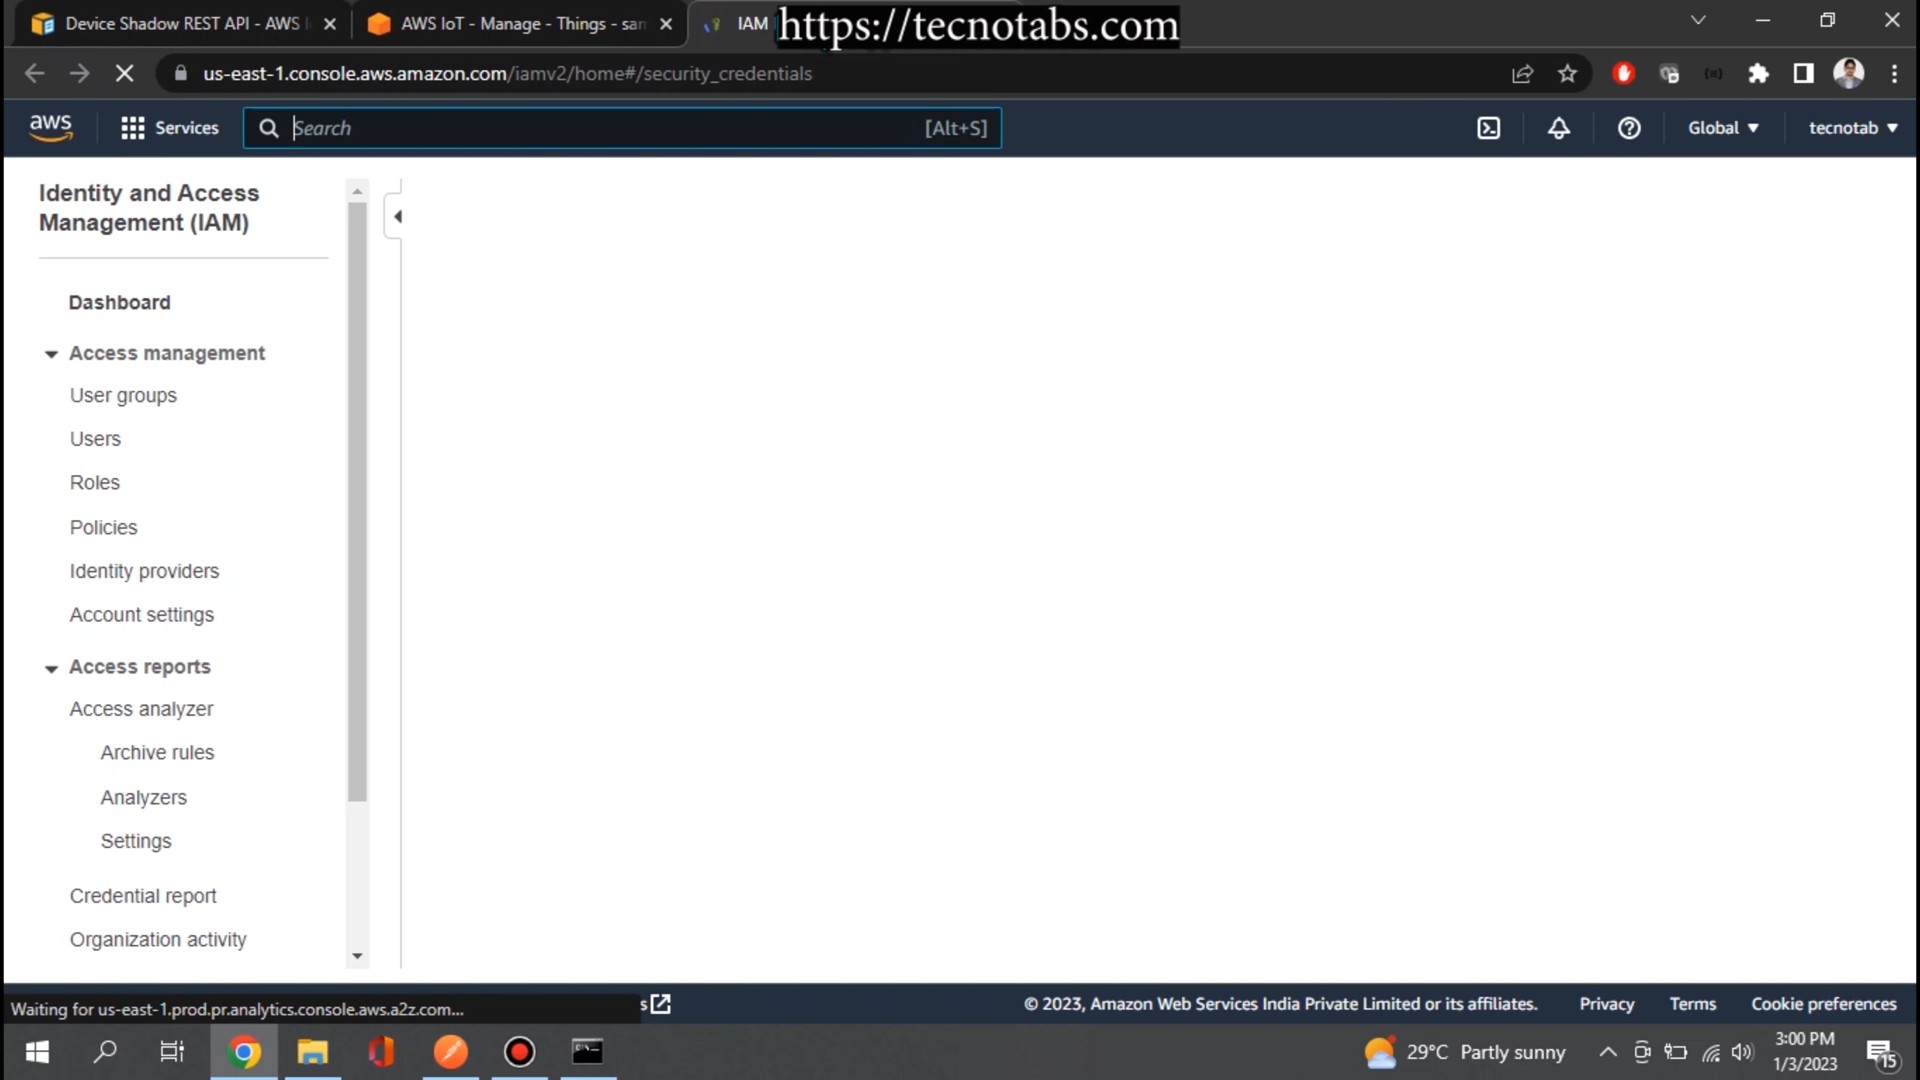 Device Shadow REST API - AWS I
AWS IoT - Manage - Things - sam
IAM
https://tecnotabs.com
us-east-1.console.aws.amazon.com/iamv2/home#/security_credentials
aws
Services
Search
[Alt+S]
Global
tecnotab
Identity and Access
Management (IAM)
Dashboard
Access management
User groups
Users
Roles
Policies
Identity providers
Account settings
Access reports
Access analyzer
Archive rules
Analyzers
Settings
Credential report
Organization activity
Waiting for us-east-1.prod.pr.analytics.console.aws.a2z.com...
s
© 2023, Amazon Web Services India Private Limited or its affiliates.
Privacy
Terms
Cookie preferences
29°C Partly sunny
3:00 PM
1/3/2023
15